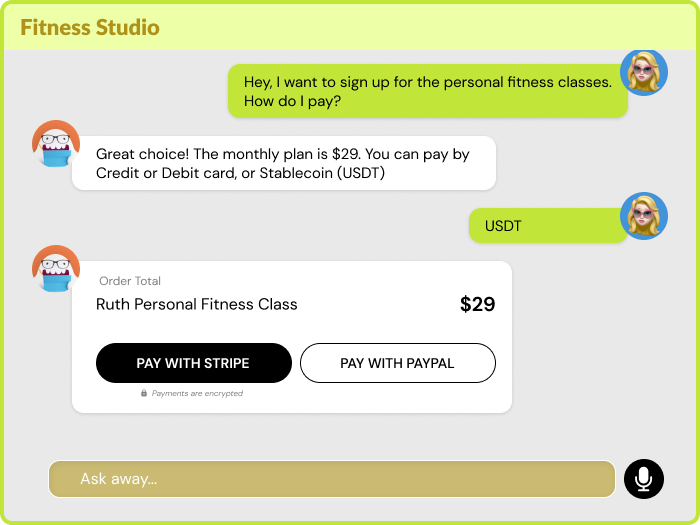 Fitness Studio
Hey, I want to sign up for the personal fitness classes.
How do I pay?
Great choice! The monthly plan is $29. You can pay by
Credit or Debit card, or Stablecoin (USDT)
USDT
Order Total
Ruth Personal Fitness Class
$29
PAY WITH STRIPE
PAY WITH PAYPAL
Payments are encrypted
Ask away...